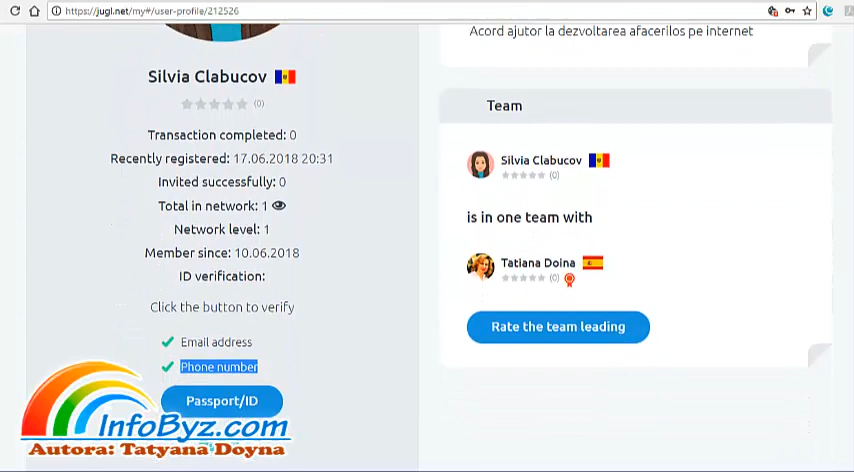 https://jugl.net/my#/user-profile/212526
Silvia Clabucov
(0)
Transaction completed: 0
Recently registered: 17.06.2018 20:31
Invited successfully: 0
Total in network: 1
Network level: 1
Member since: 10.06.2018
ID verification:
Click the button to verify
Email address
Phone number
Passport/ID
InfoByz.com
Autora: Tatyana Doyna
Acord ajutor la dezvoltarea afacerilos pe internet
Team
Silvia Clabucov
(0)
is in one team with
Tatiana Doina
(0)
Rate the team leading